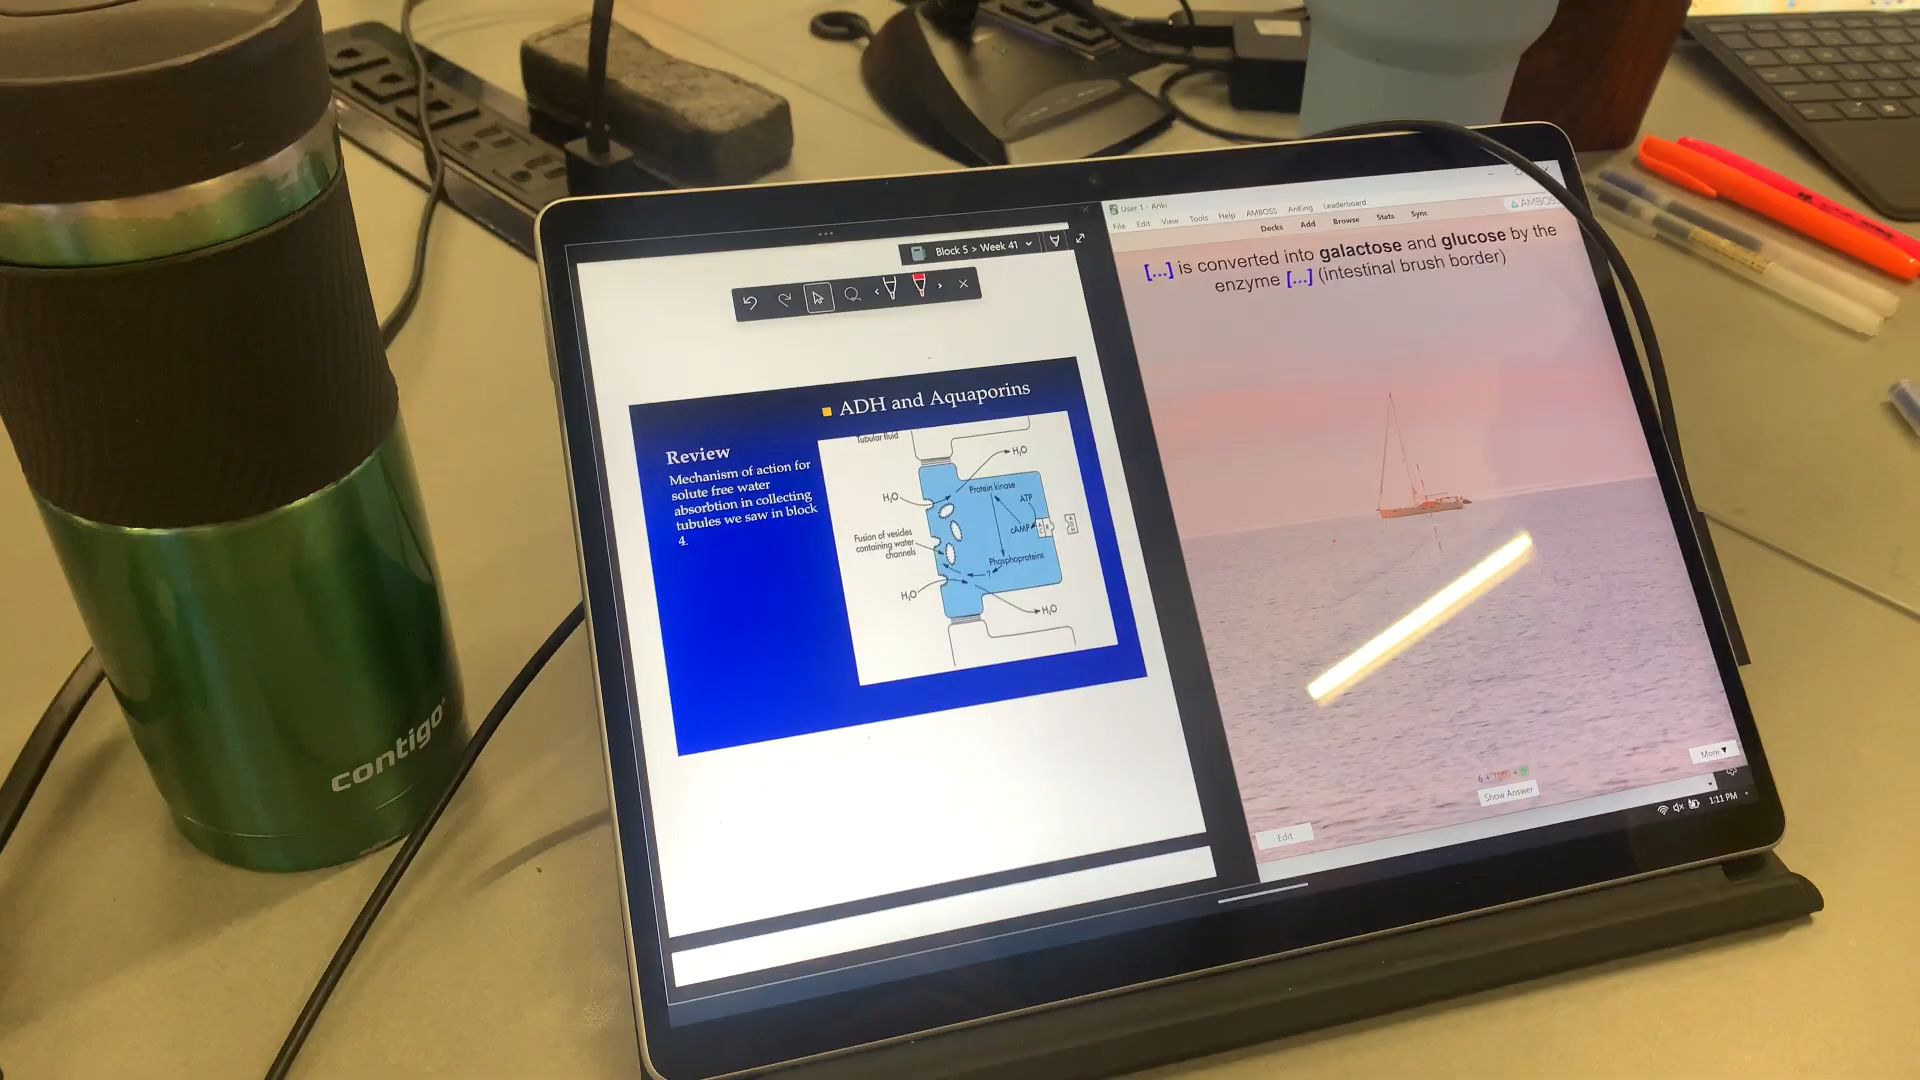 contigo
Block 5 > Week 41
ADH and Aquaporins
Review
Mechanism of action for
solute free water
absorbtion in collecting
tubules we saw in block
4.
Tubular fluid
H₂O
H₂O
Protein kinase
ATP
cAMP
Fusion of vesicles
containing water
channels
Phosphoproteins
?
H₂O
H₂O
User 1 - Anki
File Edit View Tools Help AMBOSS AnKing Leaderboard
Decks Add Browse Stats Sync
AMBOSS
[...] is converted into galactose and glucose by the
enzyme [...] (intestinal brush border)
More ▼
Show Answer
Edit
1:11 PM